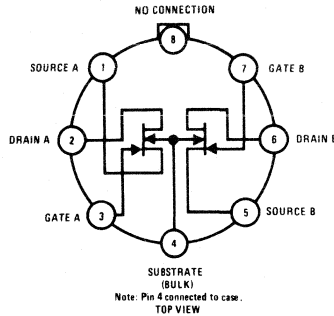 NO CONNECTION
8
SOURCE A
1
7
GATE B
DRAIN A
2
6
DRAIN B
GATE A
3
5
SOURCE B
4
SUBSTRATE
(BULK)
Note: Pin 4 connected to case.
TOP VIEW